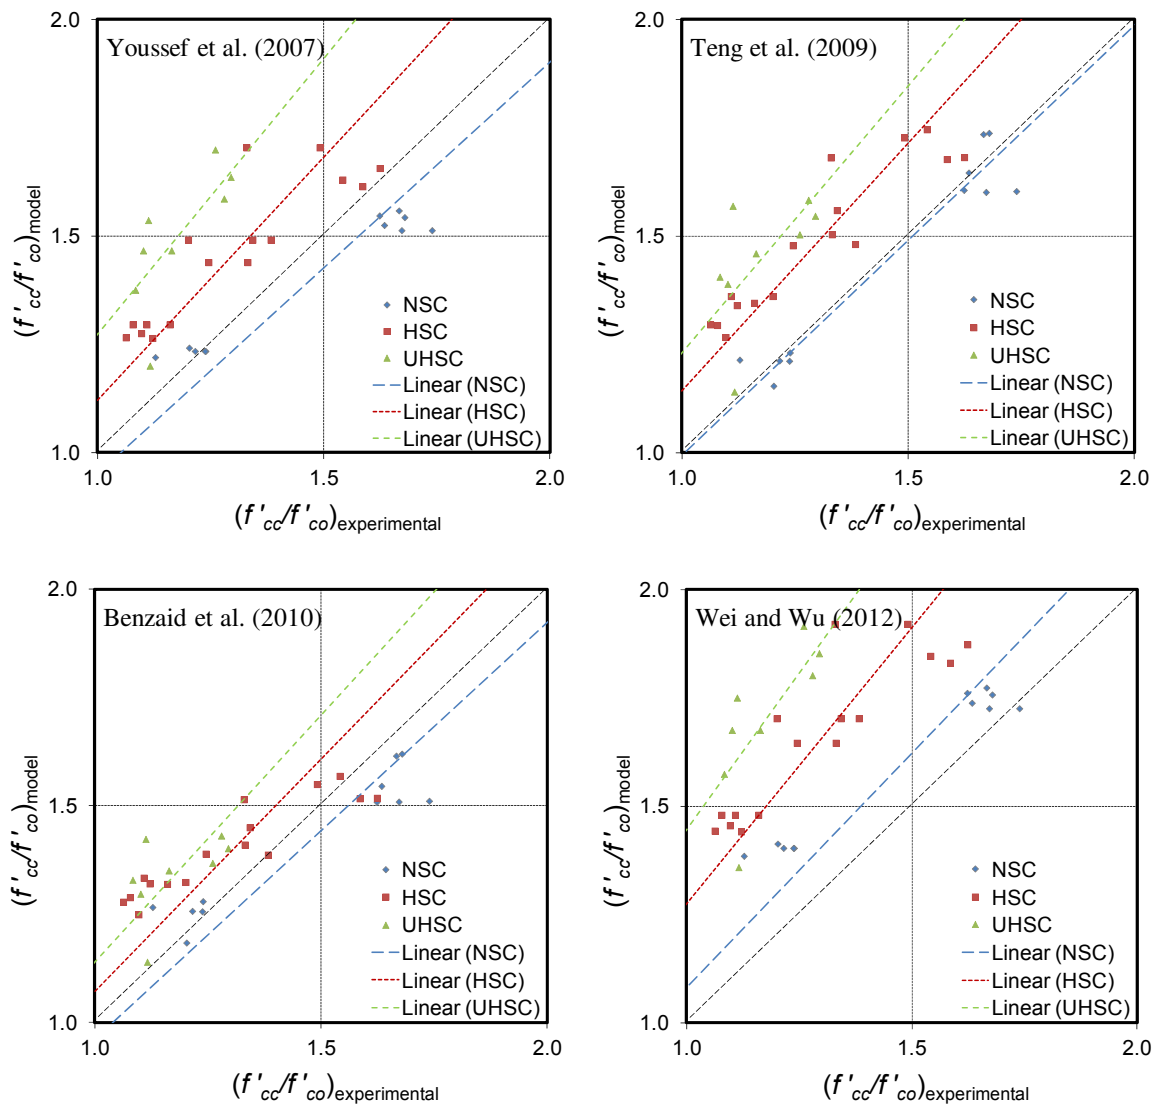 2.0
Youssef et al. (2007)
1.5
(f'cc/f'co)model
NSC
HSC
UHSC
Linear (NSC)
Linear (HSC)
Linear (UHSC)
1.0
1.0 1.5 2.0
(f'cc/f'co)experimental
2.0
Teng et al. (2009)
1.5
(f'cc/f'co)model
NSC
HSC
UHSC
Linear (NSC)
Linear (HSC)
Linear (UHSC)
1.0
1.0 1.5 2.0
(f'cc/f'co)experimental
2.0
Benzaid et al. (2010)
1.5
(f'cc/f'co)model
NSC
HSC
UHSC
Linear (NSC)
Linear (HSC)
Linear (UHSC)
1.0
1.0 1.5 2.0
(f'cc/f'co)experimental
2.0
Wei and Wu (2012)
1.5
(f'cc/f'co)model
NSC
HSC
UHSC
Linear (NSC)
Linear (HSC)
Linear (UHSC)
1.0
1.0 1.5 2.0
(f'cc/f'co)experimental